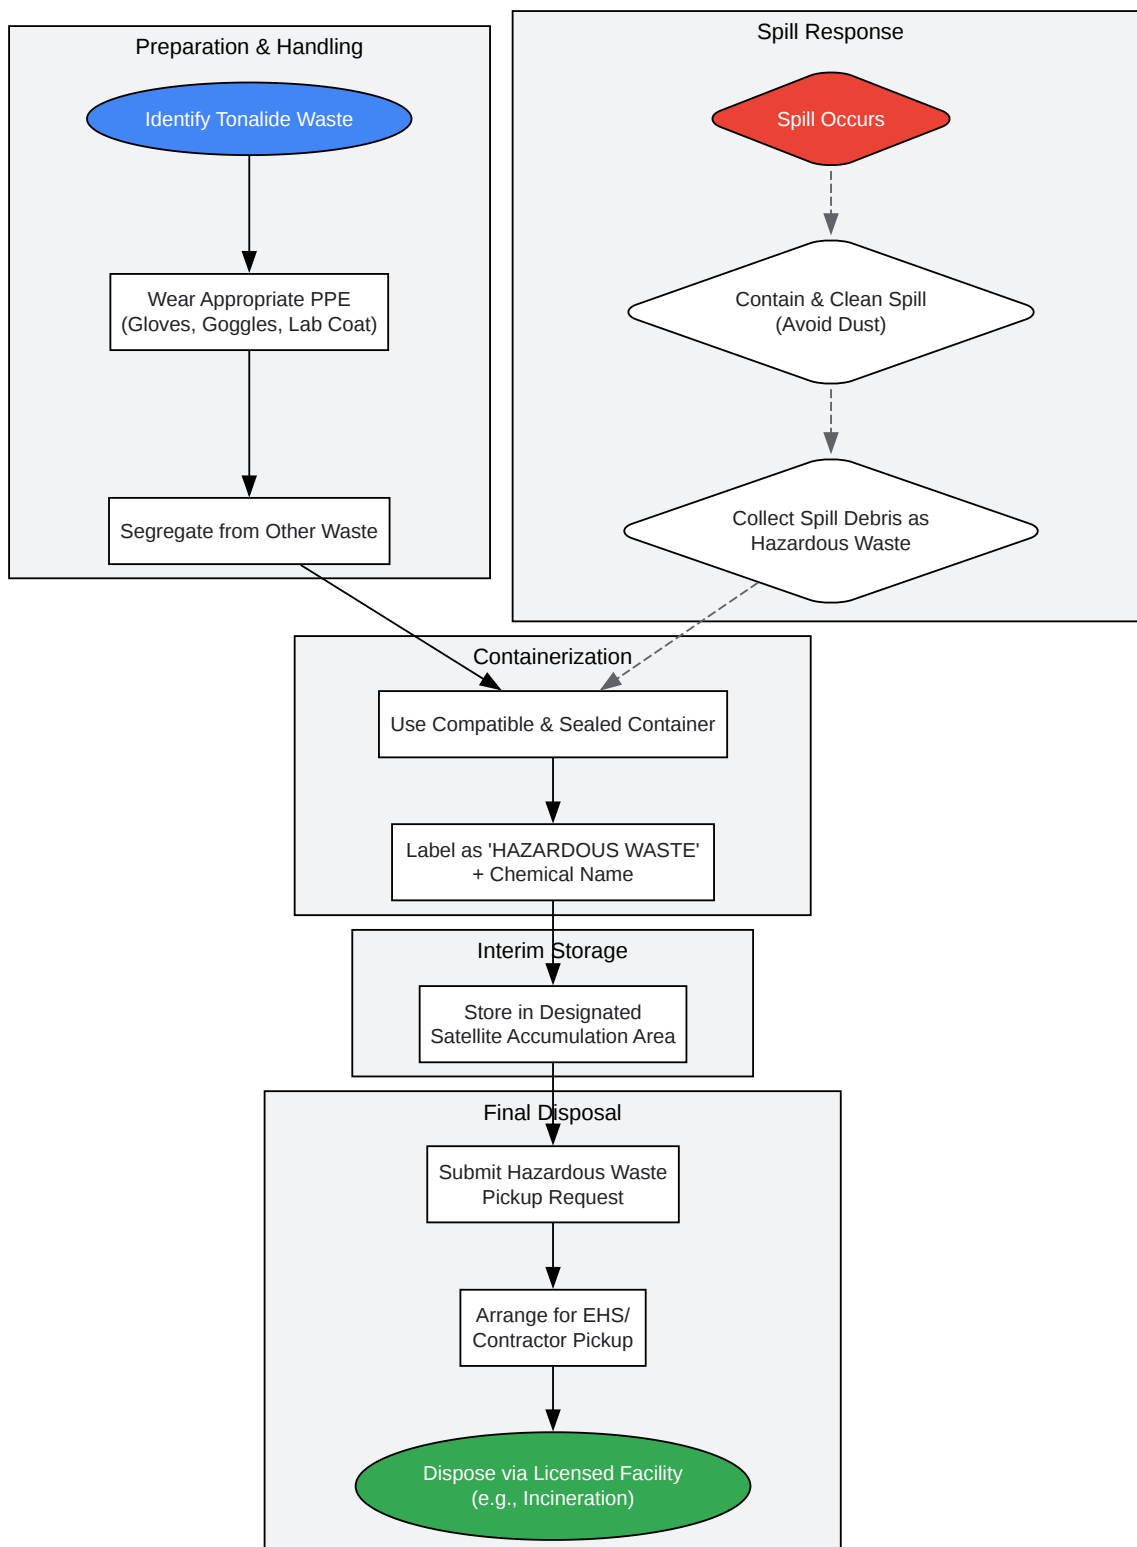 Preparation & Handling
Identify Tonalide Waste
Wear Appropriate PPE
(Gloves, Goggles, Lab Coat)
Segregate from Other Waste
Spill Response
Spill Occurs
Contain & Clean Spill
(Avoid Dust)
Collect Spill Debris as
Hazardous Waste
Containerization
Use Compatible & Sealed Container
Label as 'HAZARDOUS WASTE'
+ Chemical Name
Interim Storage
Store in Designated
Satellite Accumulation Area
Final Disposal
Submit Hazardous Waste
Pickup Request
Arrange for EHS/
Contractor Pickup
Dispose via Licensed Facility
(e.g., Incineration)